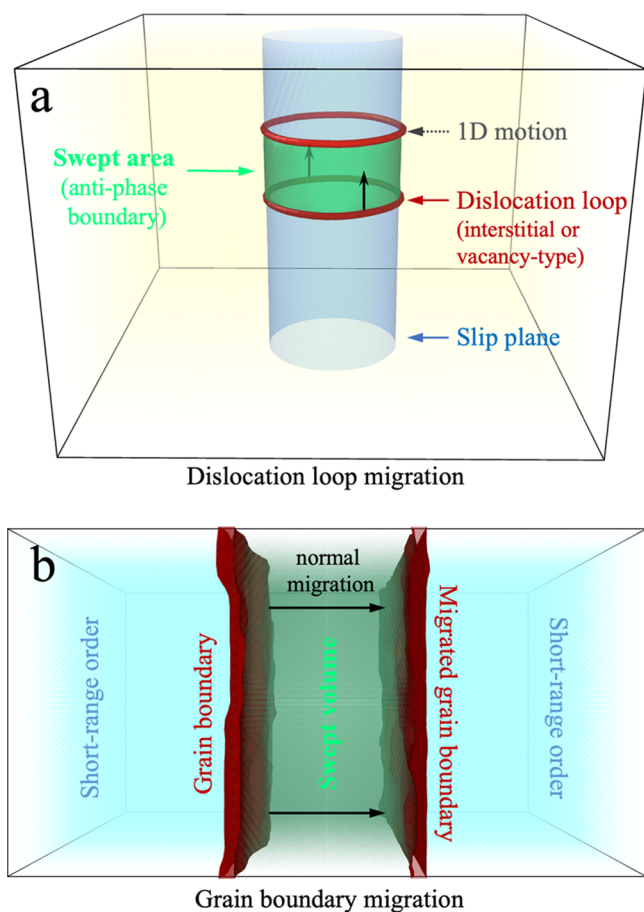 a
1D motion
Swept area
(anti-phase
boundary)
Dislocation loop
(interstitial or
vacancy-type)
Slip plane
Dislocation loop migration
b
normal
migration
Short-range order
Grain boundary
Swept volume
Migrated grain boundary
Short-range order
Grain boundary migration